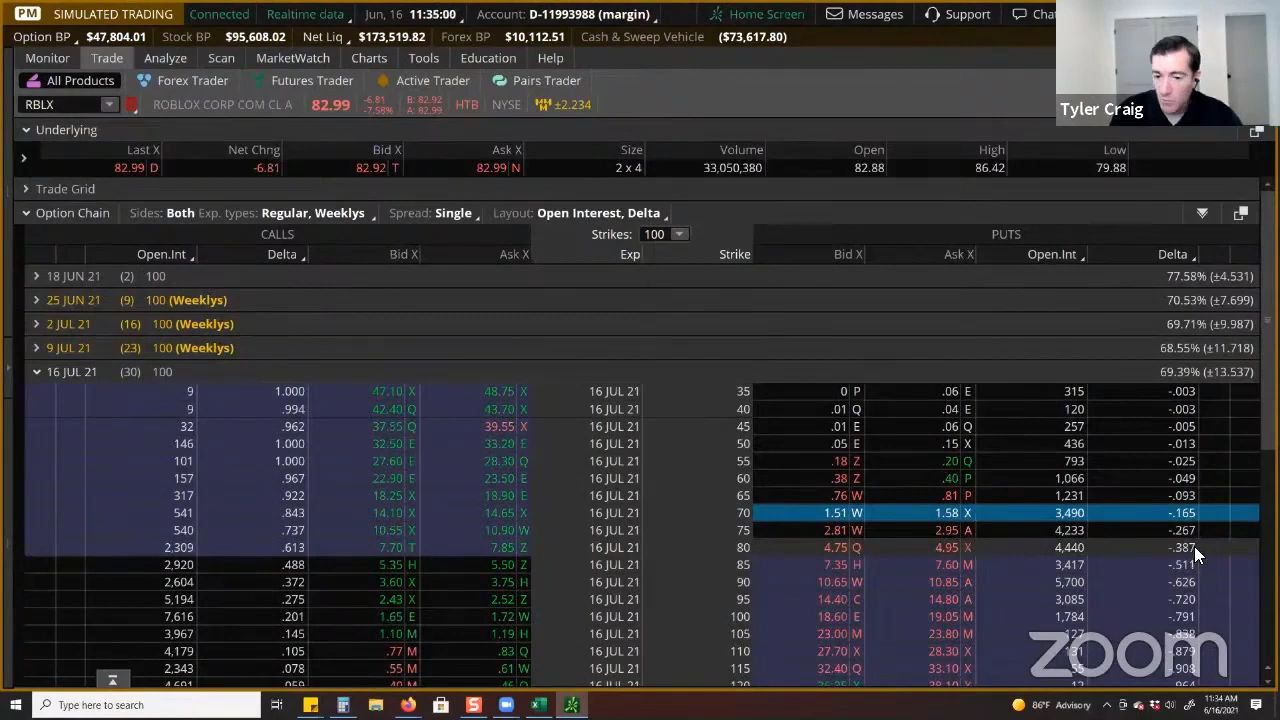 PM SIMULATED TRADING Connected Realtime data Jun, 16 11:35:00 Account: D-11993988 (margin) Home Screen Messages Support Chat
Option BP $47,804.01 Stock BP $95,608.02 Net Liq $173,519.82 Forex BP $10,112.51 Cash & Sweep Vehicle ($73,617.80)
Monitor Trade Analyze Scan MarketWatch Charts Tools Education Help
All Products Forex Trader Futures Trader Active Trader Pairs Trader
RBLX ROBLOX CORP COM CL A 82.99 -6.81 -7.58% B: 82.92 A: 82.99 HTB NYSE ±2.234
Tyler Craig
Underlying
Last X Net Chng Bid X Ask X Size Volume Open High Low
82.99 D -6.81 82.92 T 82.99 N 2 x 4 33,050,380 82.88 86.42 79.88
Trade Grid
Option Chain Sides: Both Exp. types: Regular, Weeklys Spread: Single Layout: Open Interest, Delta
CALLS Strikes: 100 PUTS
Open.Int Delta Bid X Ask X Exp Strike Bid X Ask X Open.Int Delta
18 JUN 21 (2) 100 77.58% (±4.531)
25 JUN 21 (9) 100 (Weeklys) 70.53% (±7.699)
2 JUL 21 (16) 100 (Weeklys) 69.71% (±9.987)
9 JUL 21 (23) 100 (Weeklys) 68.55% (±11.718)
16 JUL 21 (30) 100 69.39% (±13.537)
9 1.000 47.10 X 48.75 X 16 JUL 21 35 0 P .06 E 315 -.003
9 .994 42.40 Q 43.70 X 16 JUL 21 40 .01 Q .04 E 120 -.003
32 .962 37.55 Q 39.55 X 16 JUL 21 45 .01 E .06 Q 257 -.005
146 1.000 32.50 E 33.20 E 16 JUL 21 50 .05 E .15 X 436 -.013
101 1.000 27.60 E 28.30 Q 16 JUL 21 55 .18 Z .20 Q 793 -.025
157 .967 22.90 E 23.50 E 16 JUL 21 60 .38 Z .40 P 1,066 -.049
317 .922 18.25 X 18.90 E 16 JUL 21 65 .76 W .81 P 1,231 -.093
541 .843 14.10 X 14.65 X 16 JUL 21 70 1.51 W 1.58 X 3,490 -.165
540 .737 10.55 X 10.90 W 16 JUL 21 75 2.81 W 2.95 A 4,233 -.267
2,309 .613 7.70 T 7.85 Z 16 JUL 21 80 4.75 Q 4.95 X 4,440 -.387
2,920 .488 5.35 H 5.50 Z 16 JUL 21 85 7.35 H 7.60 M 3,417 -.511
2,604 .372 3.60 X 3.75 H 16 JUL 21 90 10.65 W 10.85 A 5,700 -.626
5,194 .275 2.43 X 2.52 Z 16 JUL 21 95 14.40 C 14.80 A 3,085 -.720
7,616 .201 1.65 E 1.72 W 16 JUL 21 100 18.60 E 19.05 M 1,784 -.791
3,967 .145 1.10 M 1.19 H 16 JUL 21 105 23.00 M 23.80 M 127 -.838
4,179 .105 .77 M .83 Q 16 JUL 21 110 27.70 X 28.30 X 131 -.879
2,343 .078 .55 M .61 W 16 JUL 21 115 32.40 Q 33.10 X
16 JUL 21 120
zoom
Type here to search 86°F Advisory 11:34 AM
6/16/2021